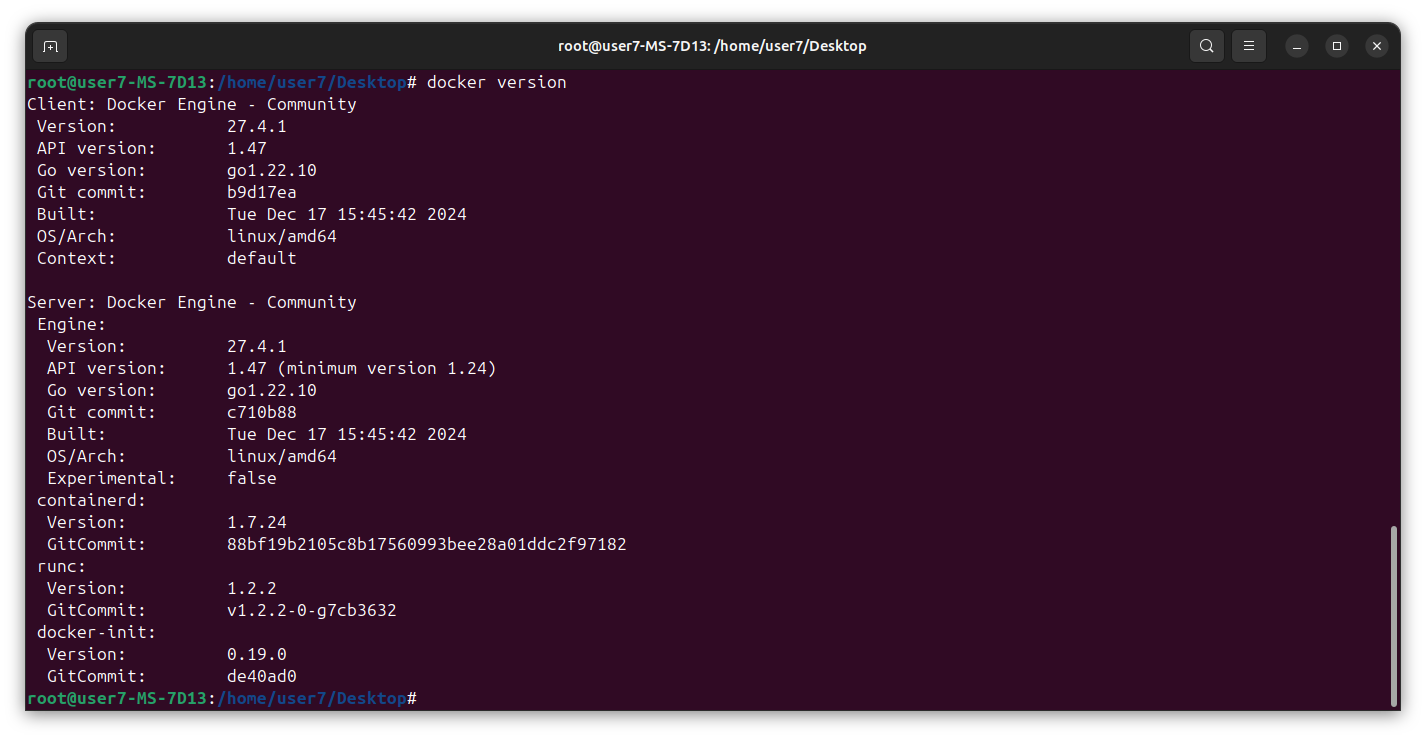 root@user7-MS-7D13: /home/user7/Desktop
root@user7-MS-7D13:/home/user7/Desktop# docker version
Client: Docker Engine - Community
 Version:           27.4.1
 API version:       1.47
 Go version:        go1.22.10
 Git commit:        b9d17ea
 Built:             Tue Dec 17 15:45:42 2024
 OS/Arch:           linux/amd64
 Context:           default

Server: Docker Engine - Community
 Engine:
  Version:          27.4.1
  API version:      1.47 (minimum version 1.24)
  Go version:       go1.22.10
  Git commit:       c710b88
  Built:            Tue Dec 17 15:45:42 2024
  OS/Arch:          linux/amd64
  Experimental:     false
 containerd:
  Version:          1.7.24
  GitCommit:        88bf19b2105c8b17560993bee28a01ddc2f97182
 runc:
  Version:          1.2.2
  GitCommit:        v1.2.2-0-g7cb3632
 docker-init:
  Version:          0.19.0
  GitCommit:        de40ad0
root@user7-MS-7D13:/home/user7/Desktop#